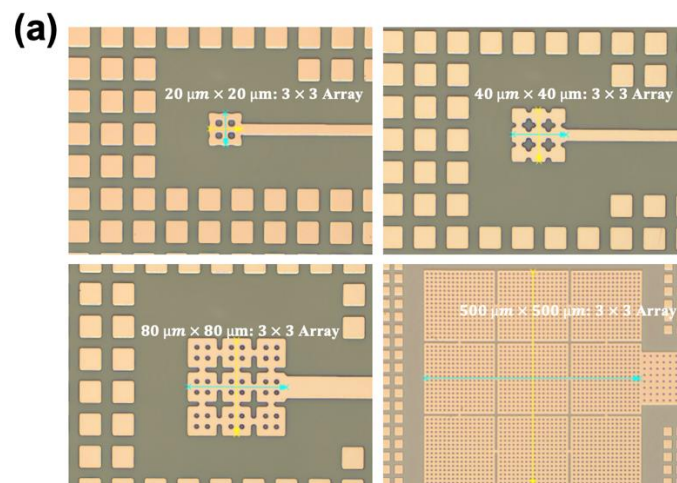 (a)
20 μm × 20 μm: 3 × 3 Array
40 μm × 40 μm: 3 × 3 Array
80 μm × 80 μm: 3 × 3 Array
500 μm × 500 μm: 3 × 3 Array